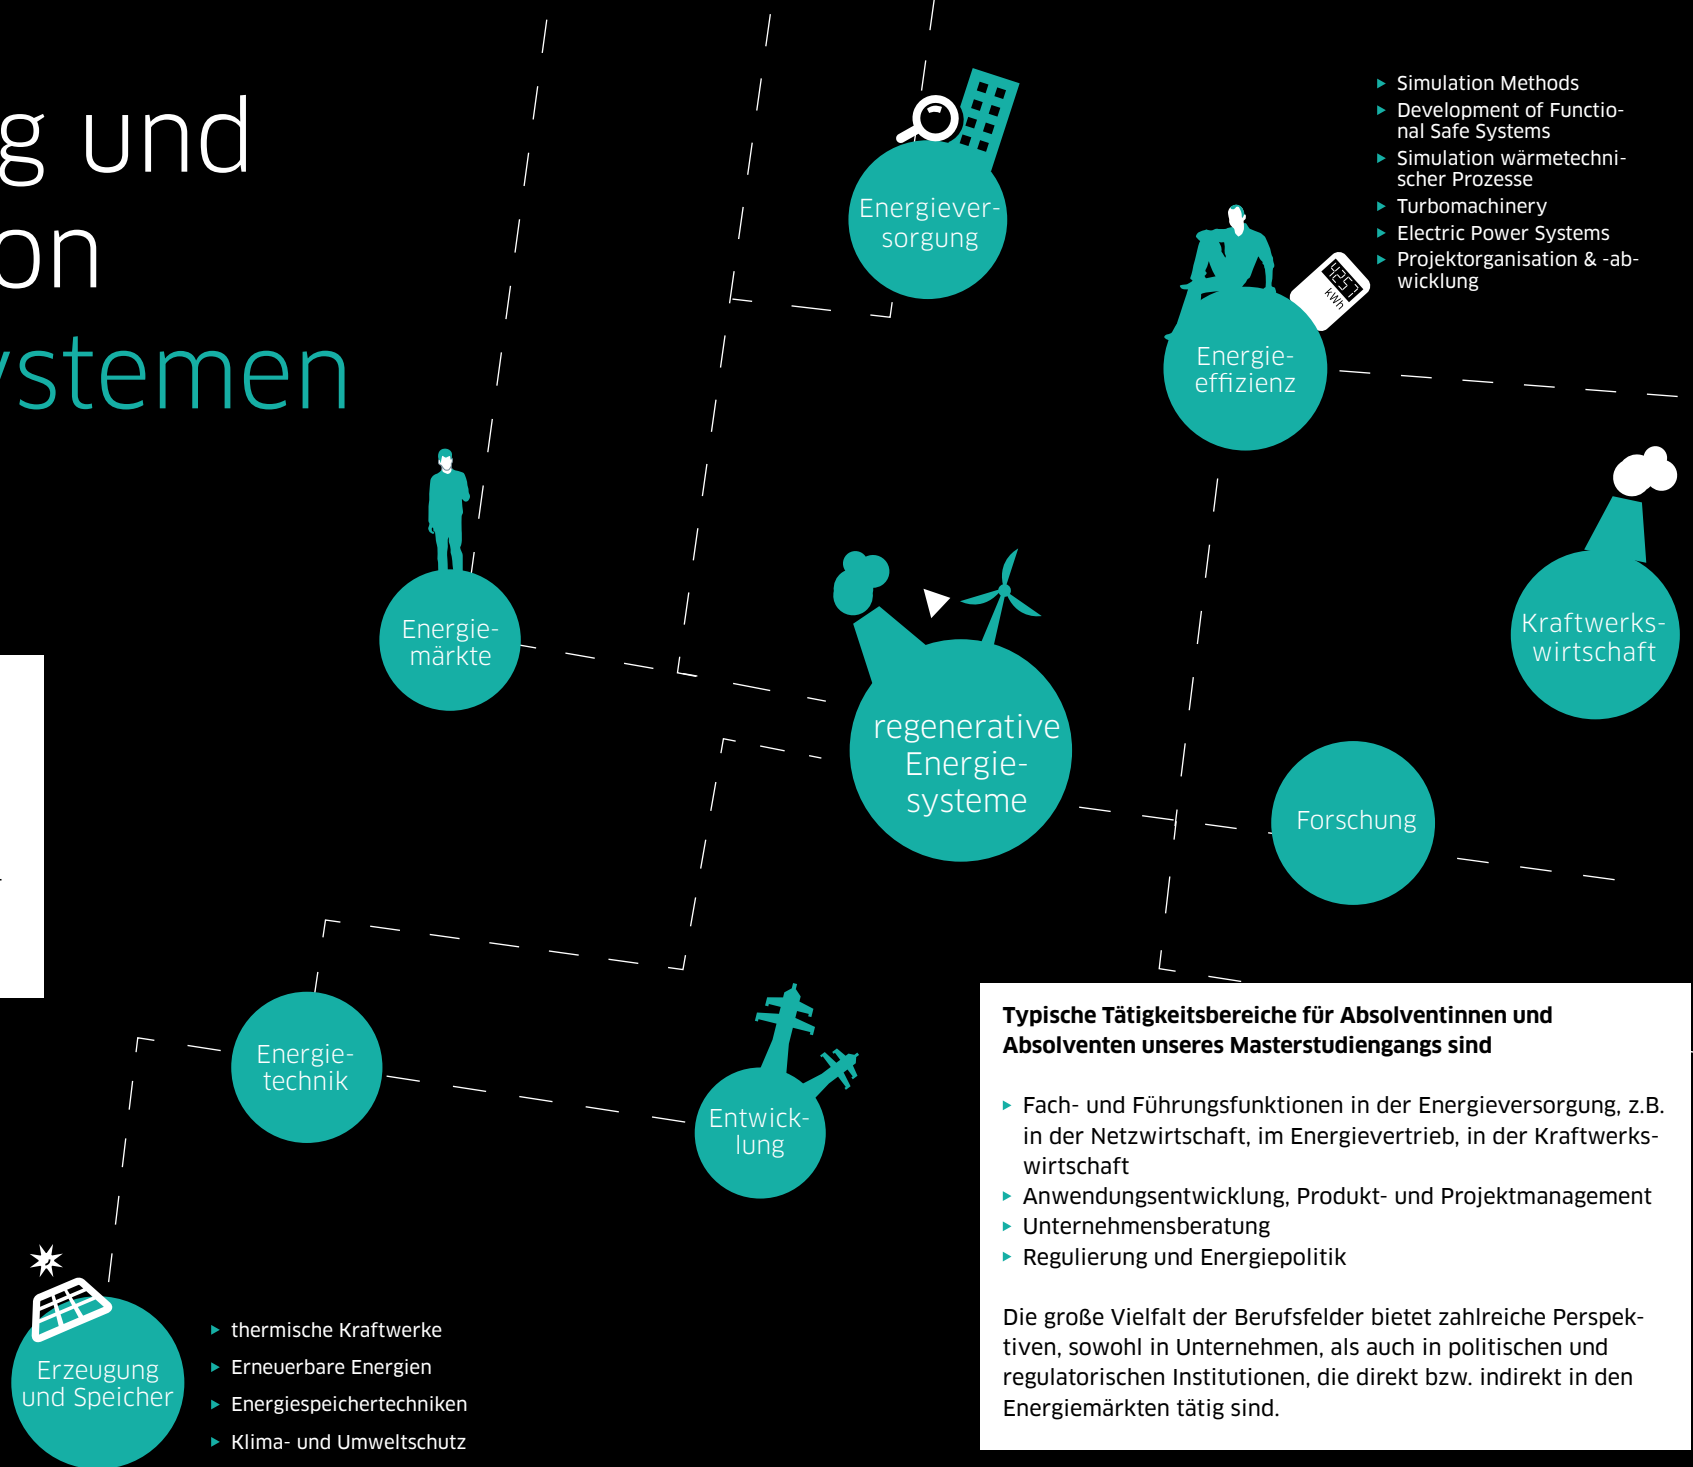 g und
on
ystemen
Energiever-
sorgung
▸ Simulation Methods
▸ Development of Functio-
nal Safe Systems
▸ Simulation wärmetechni-
scher Prozesse
▸ Turbomachinery
▸ Electric Power Systems
▸ Projektorganisation & -ab-
wicklung
4257
kWh
Energie-
effizienz
Energie-
märkte
Kraftwerks-
wirtschaft
regenerative
Energie-
systeme
Forschung
Energie-
technik
Entwick-
lung
Erzeugung
und Speicher
▸ thermische Kraftwerke
▸ Erneuerbare Energien
▸ Energiespeichertechniken
▸ Klima- und Umweltschutz
Typische Tätigkeitsbereiche für Absolventinnen und
Absolventen unseres Masterstudiengangs sind
▸ Fach- und Führungsfunktionen in der Energieversorgung, z.B.
in der Netzwirtschaft, im Energievertrieb, in der Kraftwerks-
wirtschaft
▸ Anwendungsentwicklung, Produkt- und Projektmanagement
▸ Unternehmensberatung
▸ Regulierung und Energiepolitik
Die große Vielfalt der Berufsfelder bietet zahlreiche Perspek-
tiven, sowohl in Unternehmen, als auch in politischen und
regulatorischen Institutionen, die direkt bzw. indirekt in den
Energiemärkten tätig sind.